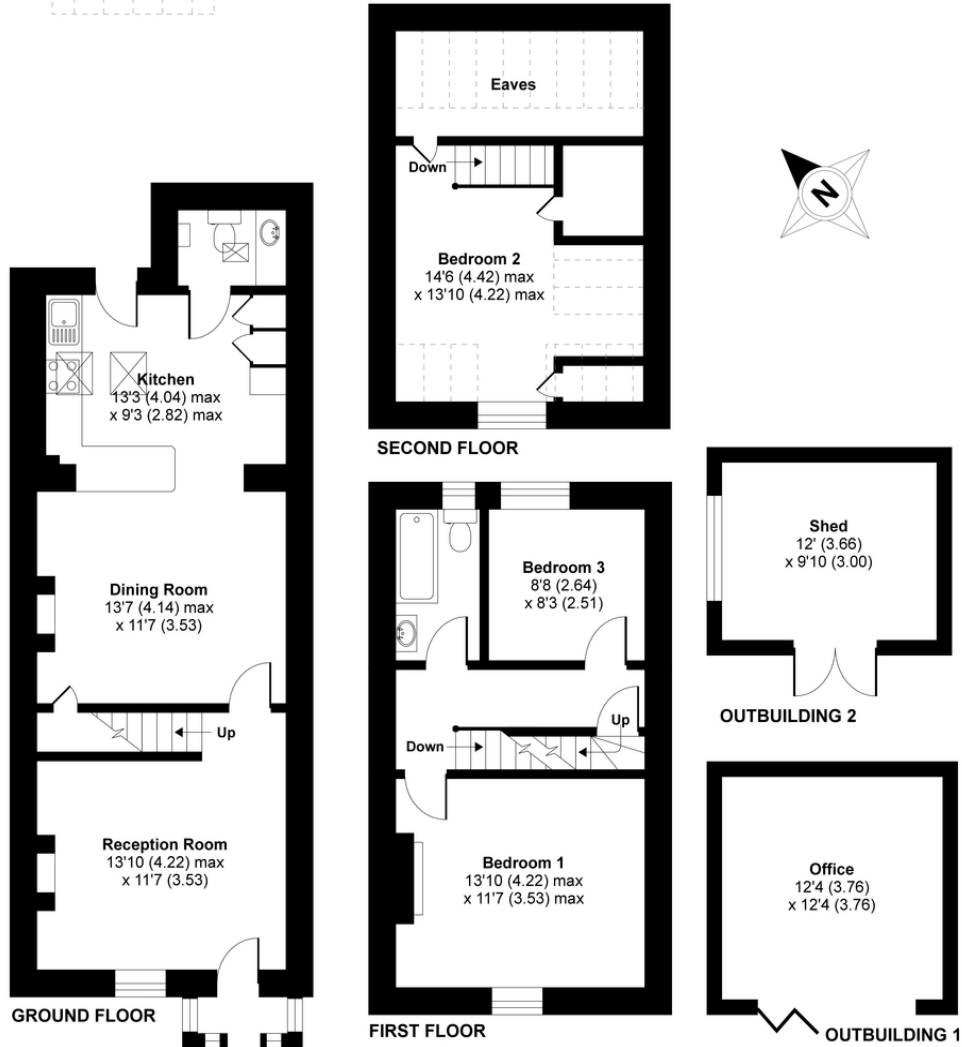 Eaves
Down
Bedroom 2
14'6 (4.42) max
x 13'10 (4.22) max
SECOND FLOOR
N
Kitchen
13'3 (4.04) max
x 9'3 (2.82) max
Dining Room
13'7 (4.14) max
x 11'7 (3.53)
Up
Reception Room
13'10 (4.22) max
x 11'7 (3.53)
GROUND FLOOR
Bedroom 3
8'8 (2.64)
x 8'3 (2.51)
Up
Down
Bedroom 1
13'10 (4.22) max
x 11'7 (3.53) max
FIRST FLOOR
Shed
12' (3.66)
x 9'10 (3.00)
OUTBUILDING 2
Office
12'4 (3.76)
x 12'4 (3.76)
OUTBUILDING 1